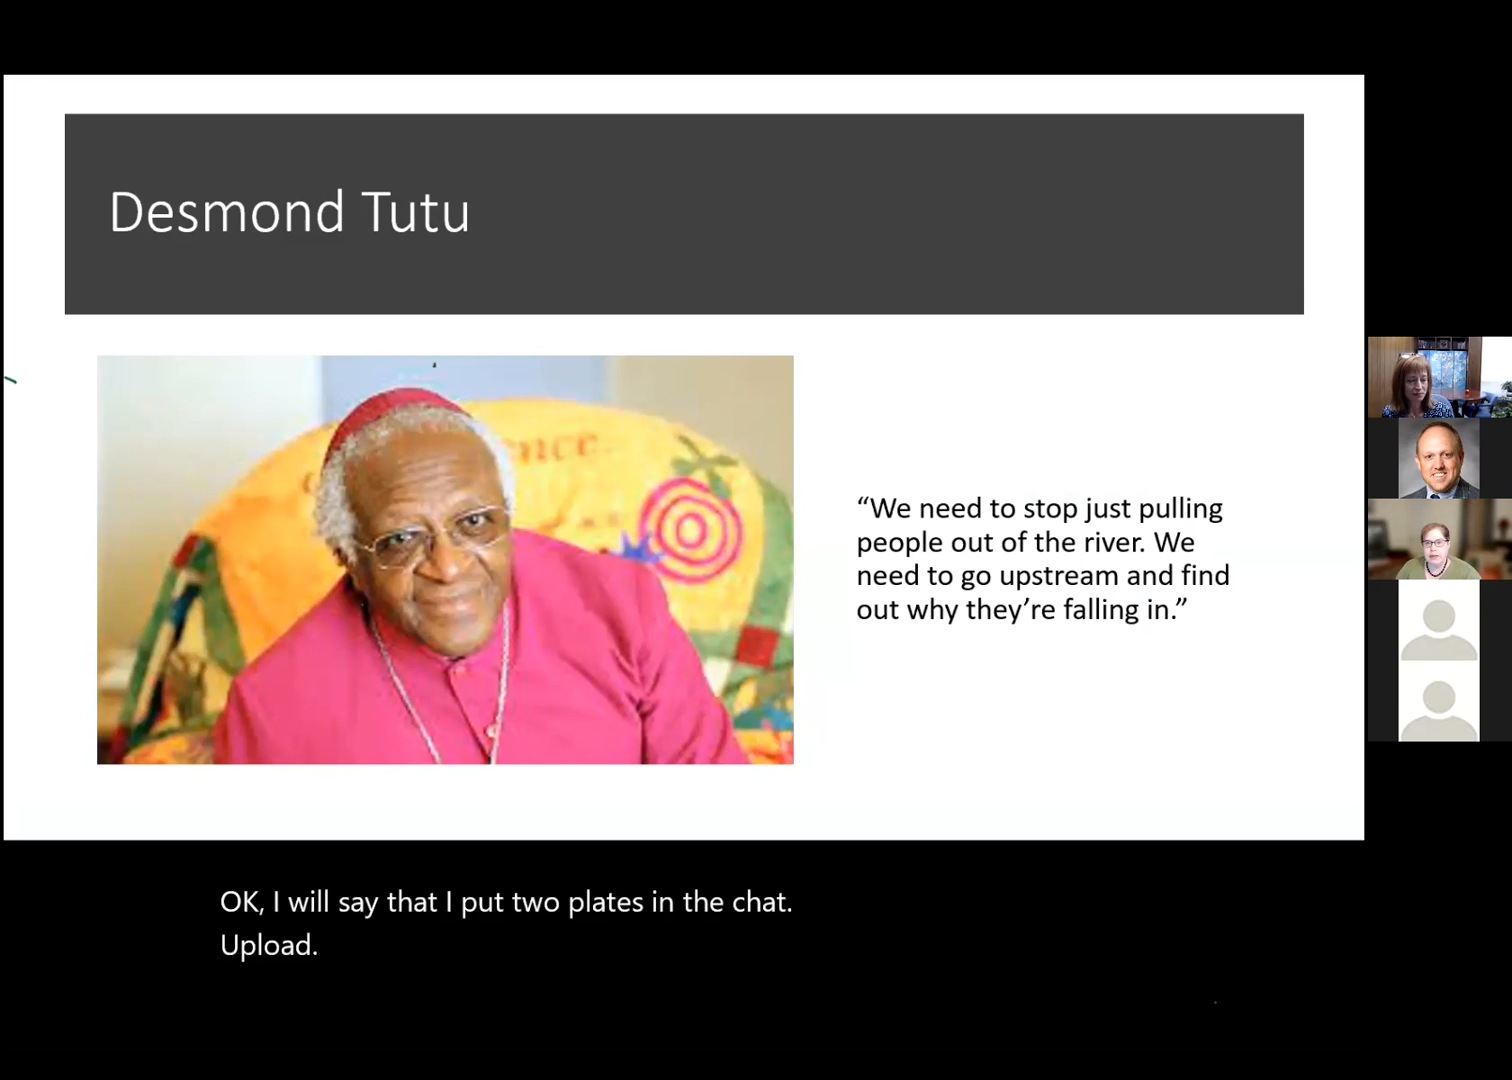 Desmond Tutu
nce.
“We need to stop just pulling
people out of the river. We
need to go upstream and find
out why they’re falling in.”
OK, I will say that I put two plates in the chat.
Upload.